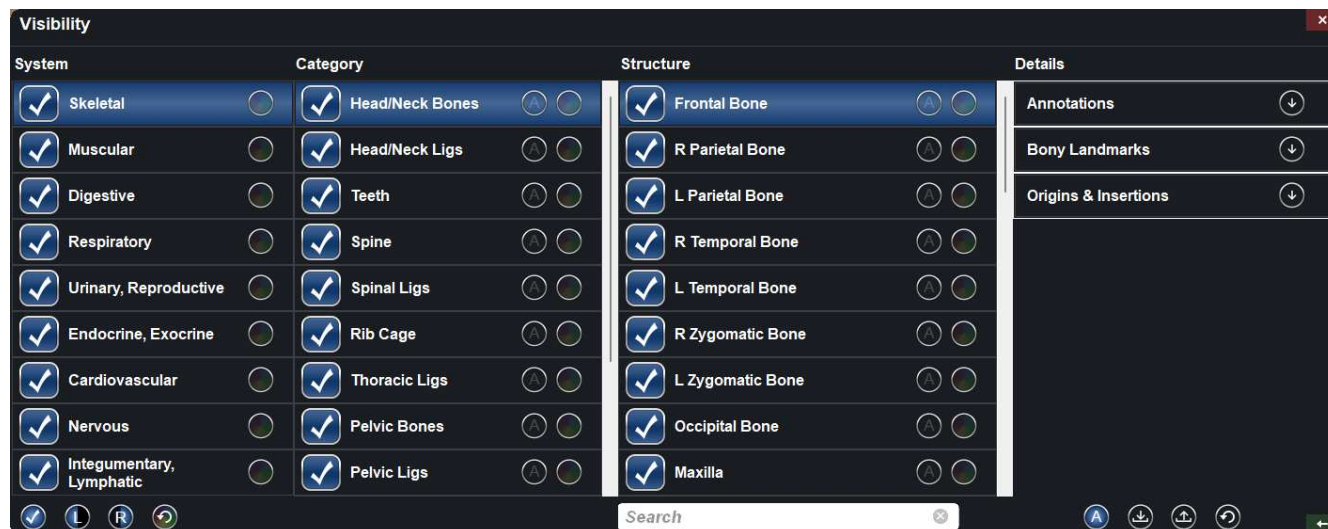 Visibility
System
Category
Structure
Details
Skeletal
Head/Neck Bones
A
Frontal Bone
A
Annotations
Muscular
Head/Neck Ligs
A
R Parietal Bone
A
Bony Landmarks
Digestive
Teeth
A
L Parietal Bone
A
Origins & Insertions
Respiratory
Spine
A
R Temporal Bone
A
Urinary, Reproductive
Spinal Ligs
A
L Temporal Bone
A
Endocrine, Exocrine
Rib Cage
A
R Zygomatic Bone
A
Cardiovascular
Thoracic Ligs
A
L Zygomatic Bone
A
Nervous
Pelvic Bones
A
Occipital Bone
A
Integumentary,
Lymphatic
Pelvic Ligs
A
Maxilla
A
L
R
Search
A